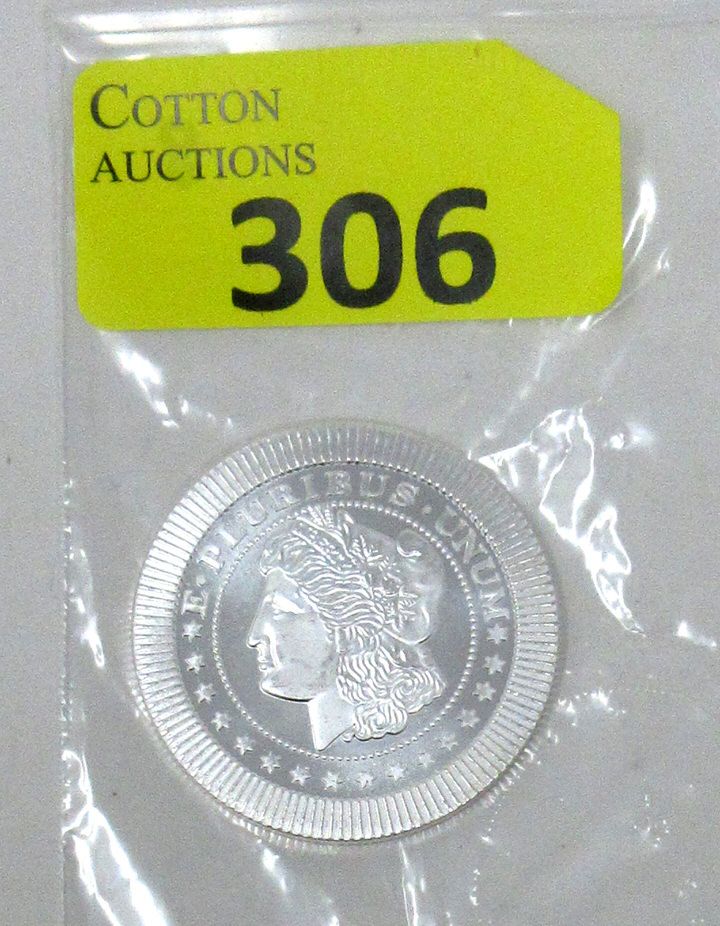 COTTON
AUCTIONS
306
E · PLURIBUS · UNUM